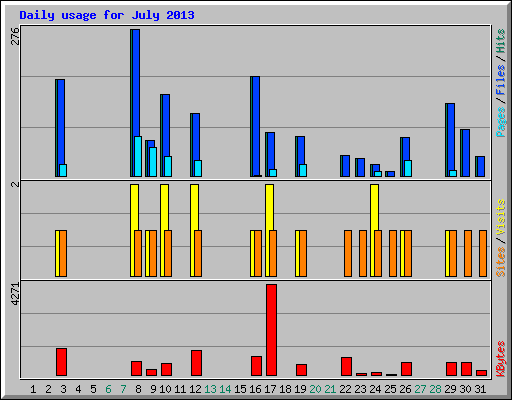 Daily usage for July 2013
276
Pages/Files/Hits
2
Sites/Visits
4271
KBytes
1 2 3 4 5 6 7 8 9 10 11 12 13 14 15 16 17 18 19 20 21 22 23 24 25 26 27 28 29 30 31